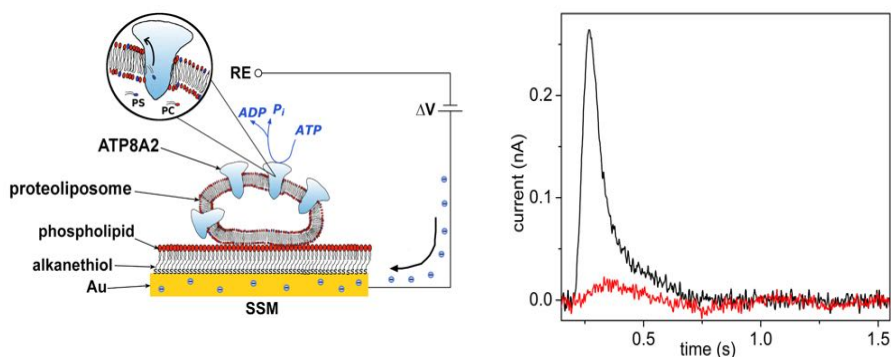 RE
ΔV
PS
PC
ADP
Pi
ATP
ATP8A2
proteoliposome
phospholipid
alkanethiol
Au
SSM
current (nA)
0.2
0.1
0.0
0.5
1.0
1.5
time (s)